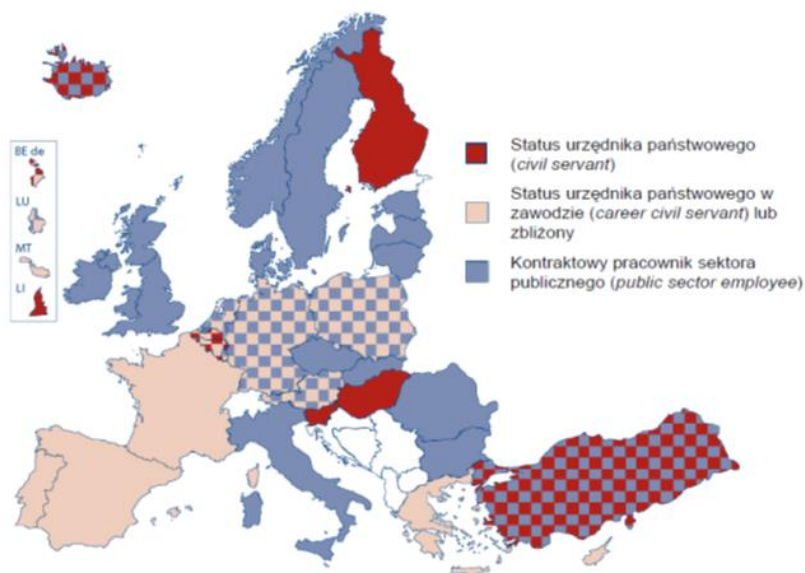 BE de
LU
MT
LI
Status urzędnika państwowego
(civil servant)
Status urzędnika państwowego w
zawodzie (career civil servant) lub
zbliżony
Kontraktowy pracownik sektora
publicznego (public sector employee)